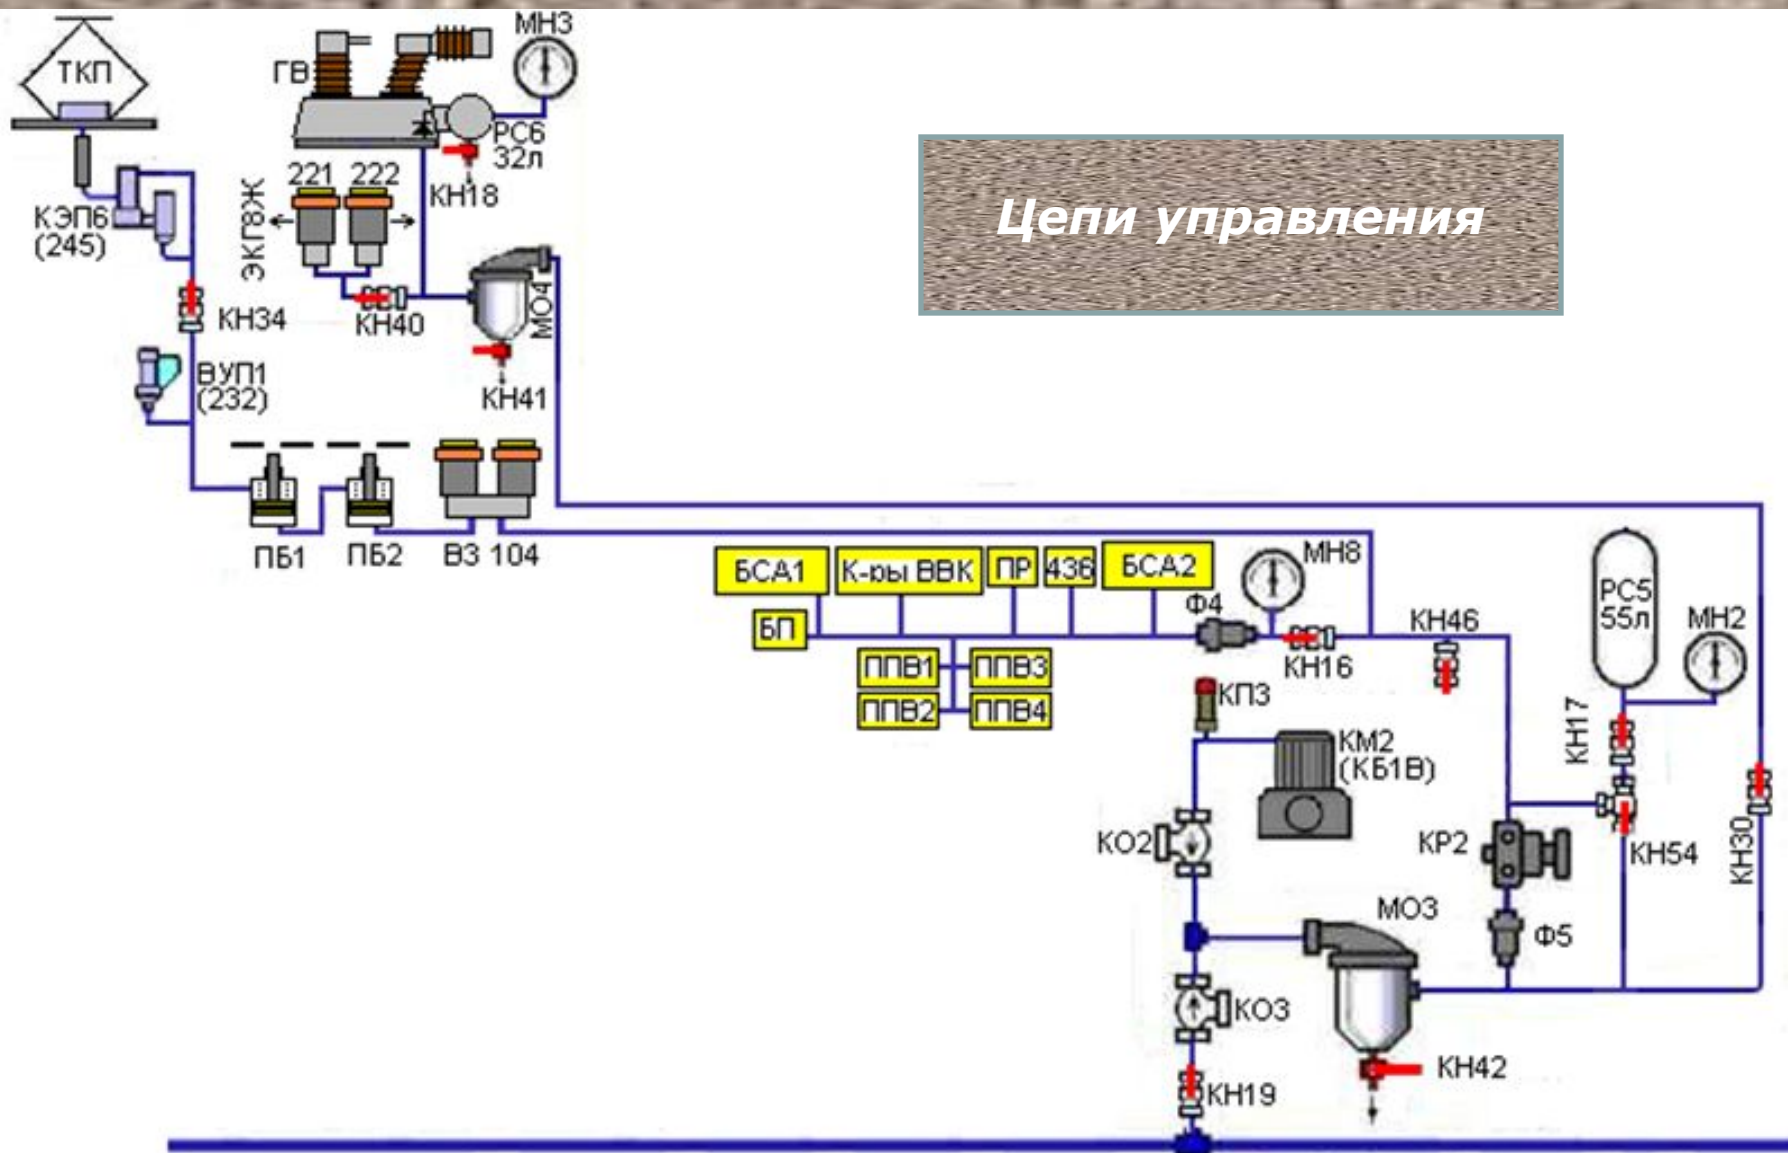 ТКП
ГВ
МН3
РС6
32л
221 222
КН18
ЭКП8Ж
КЭП6
(245)
Цепи управления
КН34
КН40
МО4
КН41
ВУП1
(232)
ПБ1
ПБ2
ВЗ 104
БСА1
К-ры ВВК
ПР
436
БСА2
МН8
БП
Ф4
КН16
КН46
РС5
55л
МН2
ППВ1
ППВ3
ППВ2
ППВ4
КП3
КМ2
(КБ1В)
КН17
КО2
КР2
КН54
КН30
МО3
Ф5
КО3
КН42
КН19